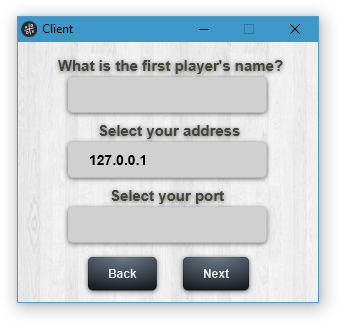 Client
What is the first player's name?
Select your address
127.0.0.1
Select your port
Back
Next